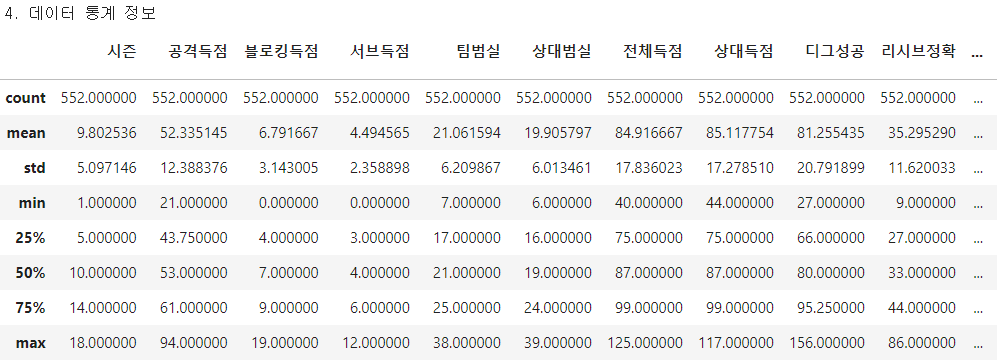 4. 데이터 통계 정보
시즌 공격득점 블로킹득점 서브득점 팀범실 상대범실 전체득점 상대득점 디그성공 리시브정확 ...
count 552.000000 552.000000 552.000000 552.000000 552.000000 552.000000 552.000000 552.000000 552.000000 552.000000 ...
mean 9.802536 52.335145 6.791667 4.494565 21.061594 19.905797 84.916667 85.117754 81.255435 35.295290 ...
std 5.097146 12.388376 3.143005 2.358898 6.209867 6.013461 17.836023 17.278510 20.791899 11.620033 ...
min 1.000000 21.000000 0.000000 0.000000 7.000000 6.000000 40.000000 44.000000 27.000000 9.000000 ...
25% 5.000000 43.750000 4.000000 3.000000 17.000000 16.000000 75.000000 75.000000 66.000000 27.000000 ...
50% 10.000000 53.000000 7.000000 4.000000 21.000000 19.000000 87.000000 87.000000 80.000000 33.000000 ...
75% 14.000000 61.000000 9.000000 6.000000 25.000000 24.000000 99.000000 99.000000 95.250000 44.000000 ...
max 18.000000 94.000000 19.000000 12.000000 38.000000 39.000000 125.000000 117.000000 156.000000 86.000000 ...